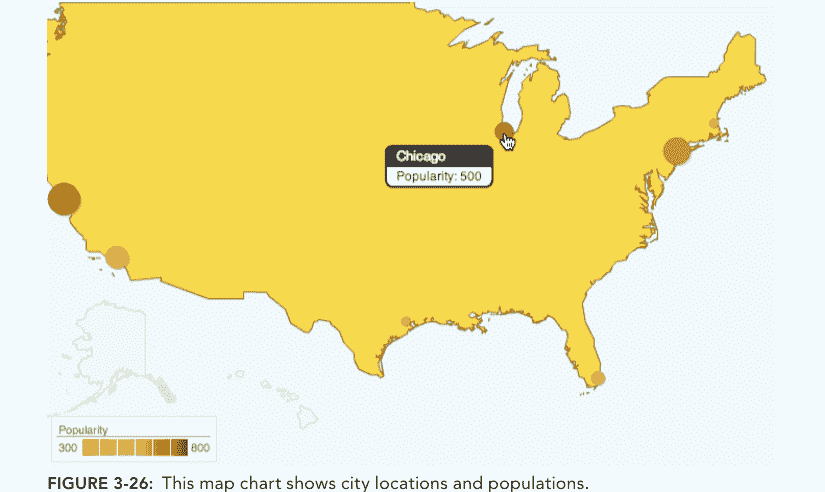 Chicago
Popularity: 500
Popularity
300 800
FIGURE 3-26: This map chart shows city locations and populations.